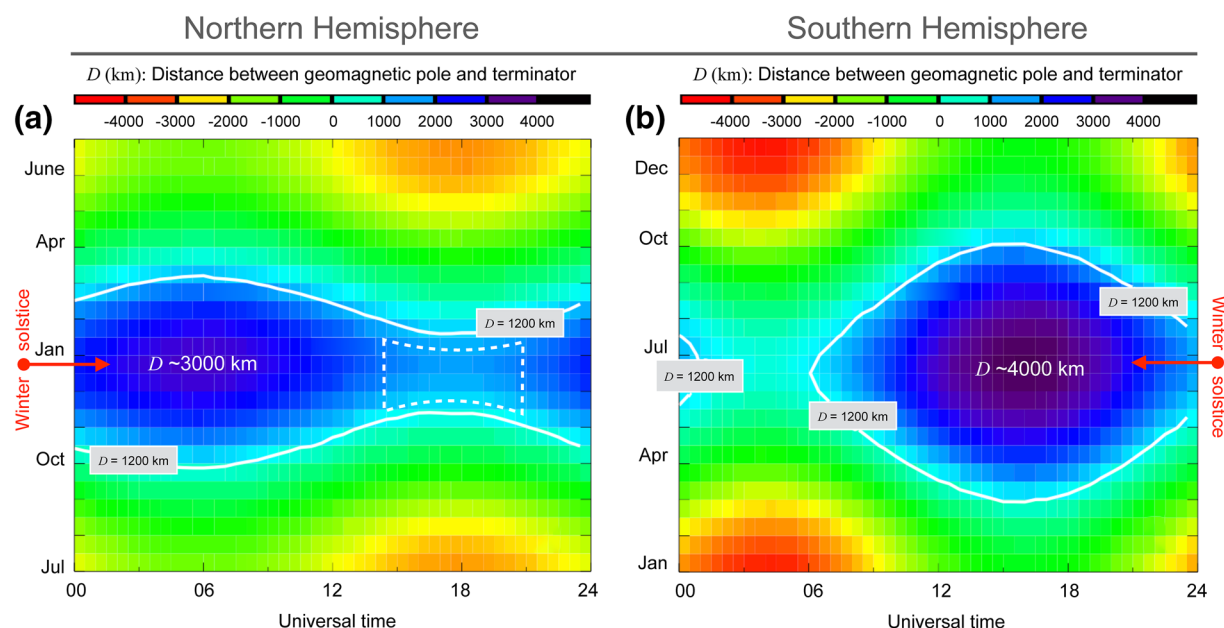 Northern Hemisphere
D (km): Distance between geomagnetic pole and terminator
(a)
-4000 -3000 -2000 -1000 0 1000 2000 3000 4000
June
Apr
Jan
Oct
Jul
Winter solstice
D = 1200 km
D ~3000 km
D = 1200 km
00 06 12 18 24
Universal time
Southern Hemisphere
D (km): Distance between geomagnetic pole and terminator
(b)
-4000 -3000 -2000 -1000 0 1000 2000 3000 4000
Dec
Oct
Jul
Apr
Jan
D = 1200 km
D ~4000 km
D = 1200 km
D = 1200 km
Winter solstice
00 06 12 18 24
Universal time